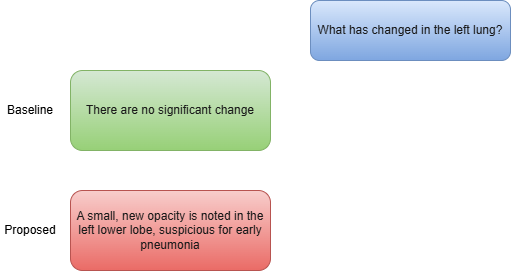 What has changed in the left lung?
Baseline
There are no significant change
Proposed
A small, new opacity is noted in the
left lower lobe, suspicious for early
pneumonia